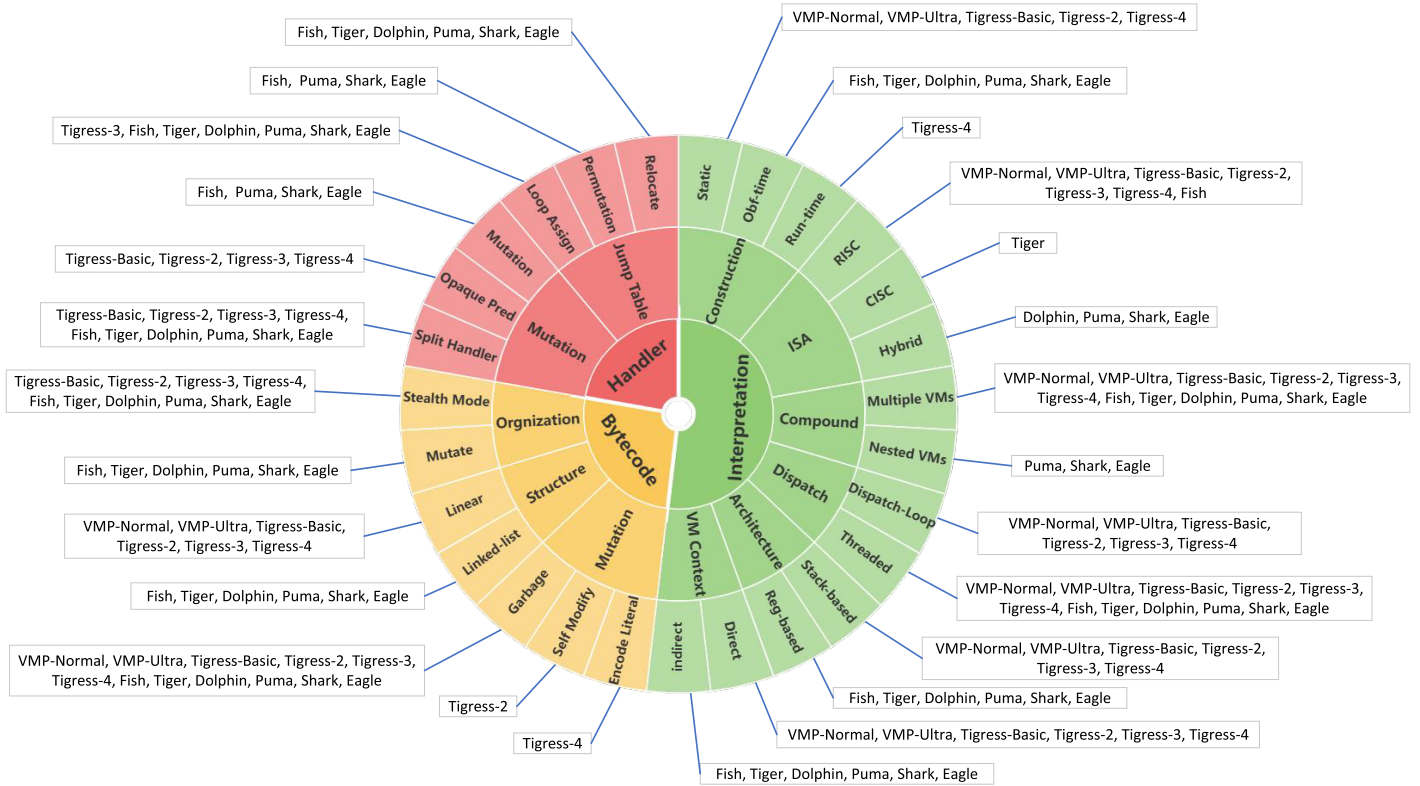 VMP-Normal, VMP-Ultra, Tigress-Basic, Tigress-2, Tigress-4
Fish, Tiger, Dolphin, Puma, Shark, Eagle
Fish, Tiger, Dolphin, Puma, Shark, Eagle
Fish,  Puma, Shark, Eagle
Tigress-4
Tigress-3, Fish, Tiger, Dolphin, Puma, Shark, Eagle
VMP-Normal, VMP-Ultra, Tigress-Basic, Tigress-2,
Tigress-3, Tigress-4, Fish
Fish,  Puma, Shark, Eagle
Tiger
Tigress-Basic, Tigress-2, Tigress-3, Tigress-4
Dolphin, Puma, Shark, Eagle
Tigress-Basic, Tigress-2, Tigress-3, Tigress-4,
Fish, Tiger, Dolphin, Puma, Shark, Eagle
VMP-Normal, VMP-Ultra, Tigress-Basic, Tigress-2, Tigress-3,
Tigress-4, Fish, Tiger, Dolphin, Puma, Shark, Eagle
Tigress-Basic, Tigress-2, Tigress-3, Tigress-4,
Fish, Tiger, Dolphin, Puma, Shark, Eagle
Puma, Shark, Eagle
Fish, Tiger, Dolphin, Puma, Shark, Eagle
VMP-Normal, VMP-Ultra, Tigress-Basic,
Tigress-2, Tigress-3, Tigress-4
VMP-Normal, VMP-Ultra, Tigress-Basic,
Tigress-2, Tigress-3, Tigress-4
VMP-Normal, VMP-Ultra, Tigress-Basic, Tigress-2, Tigress-3,
Tigress-4, Fish, Tiger, Dolphin, Puma, Shark, Eagle
Fish, Tiger, Dolphin, Puma, Shark, Eagle
VMP-Normal, VMP-Ultra, Tigress-Basic, Tigress-2,
Tigress-3, Tigress-4
VMP-Normal, VMP-Ultra, Tigress-Basic, Tigress-2, Tigress-3,
Tigress-4, Fish, Tiger, Dolphin, Puma, Shark, Eagle
Fish, Tiger, Dolphin, Puma, Shark, Eagle
Tigress-2
VMP-Normal, VMP-Ultra, Tigress-Basic, Tigress-2, Tigress-3, Tigress-4
Tigress-4
Fish, Tiger, Dolphin, Puma, Shark, Eagle
Static
Obf-time
Run-time
RISC
CISC
Hybrid
Multiple VMs
Nested VMs
Dispatch-Loop
Threaded
Stack-based
Reg-based
Direct
indirect
Encode Literal
Self Modify
Garbage
Linked-list
Linear
Mutate
Stealth Mode
Split Handler
Opaque Pred
Mutation
Loop Assign
Permutation
Relocate
Construction
ISA
Compound
Dispatch
Architecture
VM Context
Mutation
Structure
Orgnization
Mutation
Jump Table
Interpretation
Bytecode
Handler